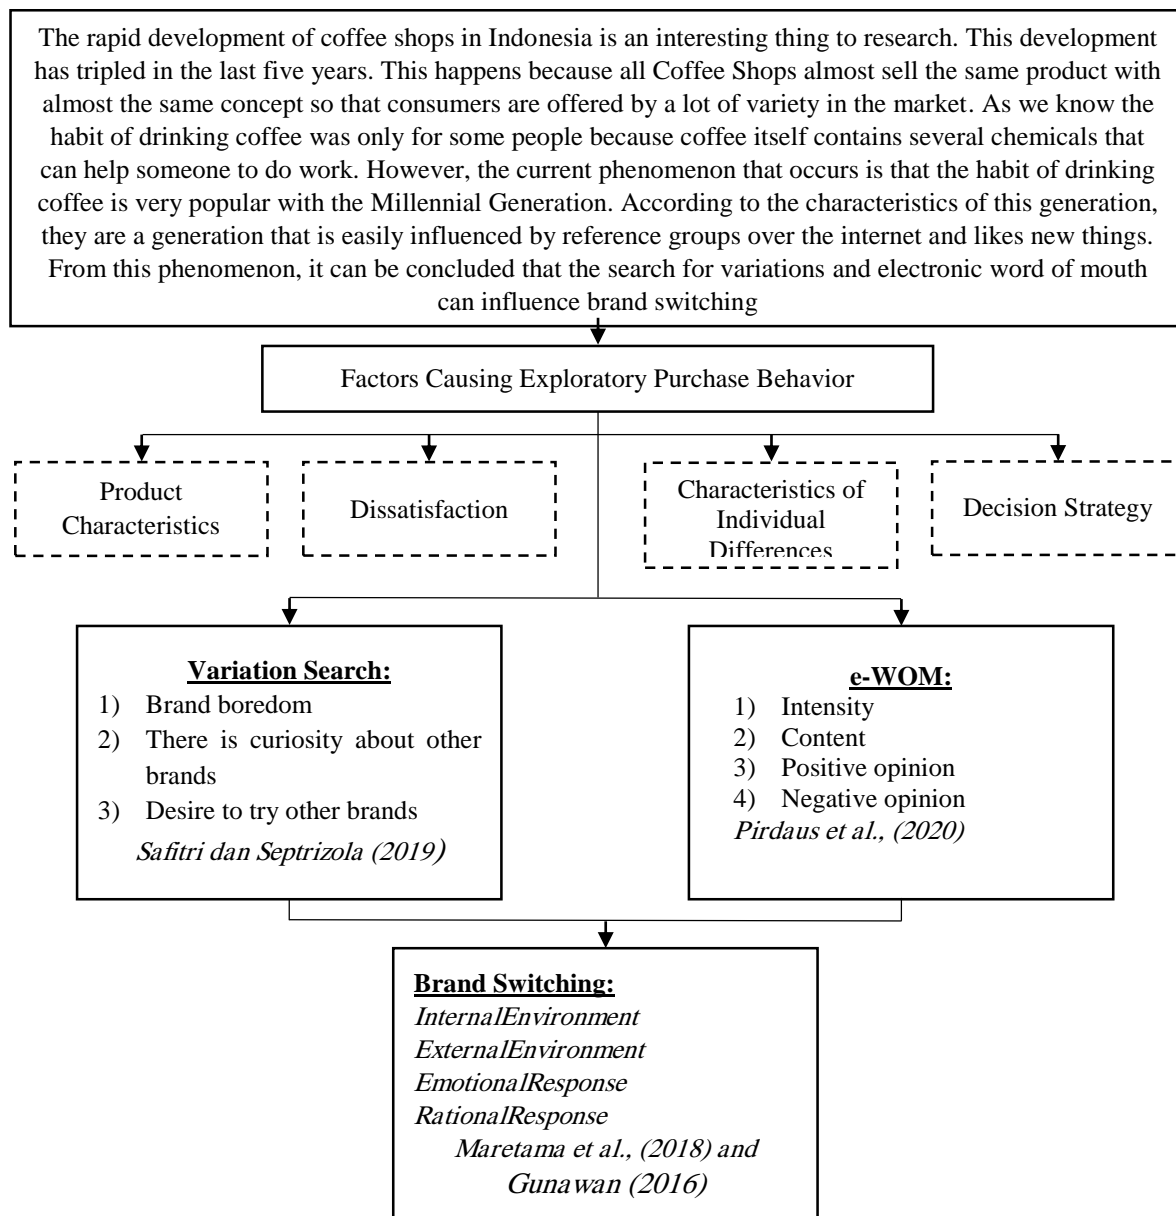 The rapid development of coffee shops in Indonesia is an interesting thing to research. This development
has tripled in the last five years. This happens because all Coffee Shops almost sell the same product with
almost the same concept so that consumers are offered by a lot of variety in the market. As we know the
habit of drinking coffee was only for some people because coffee itself contains several chemicals that
can help someone to do work. However, the current phenomenon that occurs is that the habit of drinking
coffee is very popular with the Millennial Generation. According to the characteristics of this generation,
they are a generation that is easily influenced by reference groups over the internet and likes new things.
From this phenomenon, it can be concluded that the search for variations and electronic word of mouth
can influence brand switching
Factors Causing Exploratory Purchase Behavior
Product
Characteristics
Dissatisfaction
Characteristics of
Individual
Differences
Decision Strategy
Variation Search:
1) Brand boredom
2) There is curiosity about other
brands
3) Desire to try other brands
Safitri dan Septrizola (2019)
e-WOM:
1) Intensity
2) Content
3) Positive opinion
4) Negative opinion
Pirdaus et al., (2020)
Brand Switching:
InternalEnvironment
ExternalEnvironment
EmotionalResponse
RationalResponse
Maretama et al., (2018) and
Gunawan (2016)